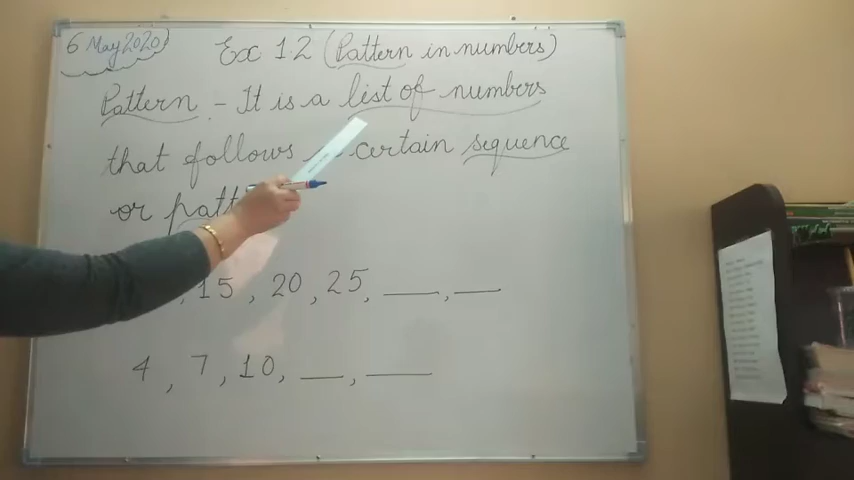 6 May 2020
Ex 1.2 (Pattern in numbers)
Pattern - It is a list of numbers
that follows certain sequence
or
, 15, 20, 25, ___, ___
4, 7, 10, ___, ___